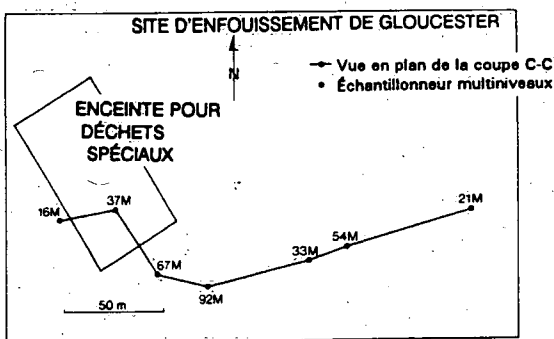 SITE D'ENFOUISSEMENT DE GLOUCESTER
N
Vue en plan de la coupe C-C
Échantillonneur multiniveaux
ENCEINTE POUR
DÉCHETS
SPÉCIAUX
16M
37M
67M
92M
33M
54M
21M
50 m